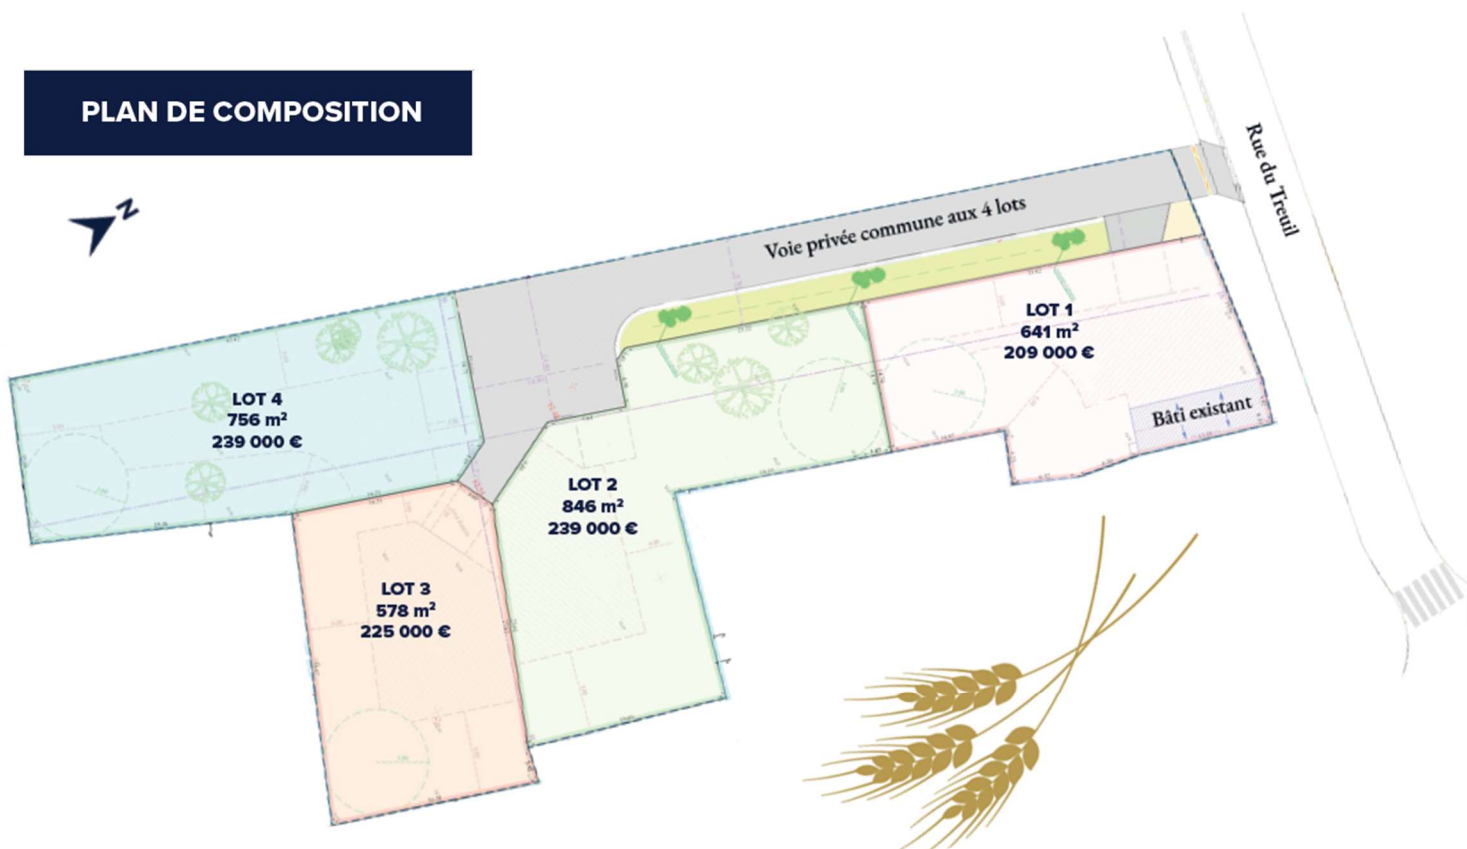 PLAN DE COMPOSITION
N
Rue du Treuil
Voie privée commune aux 4 lots
LOT 1
641 m²
209 000 €
Bâti existant
LOT 4
756 m²
239 000 €
LOT 2
846 m²
239 000 €
LOT 3
578 m²
225 000 €